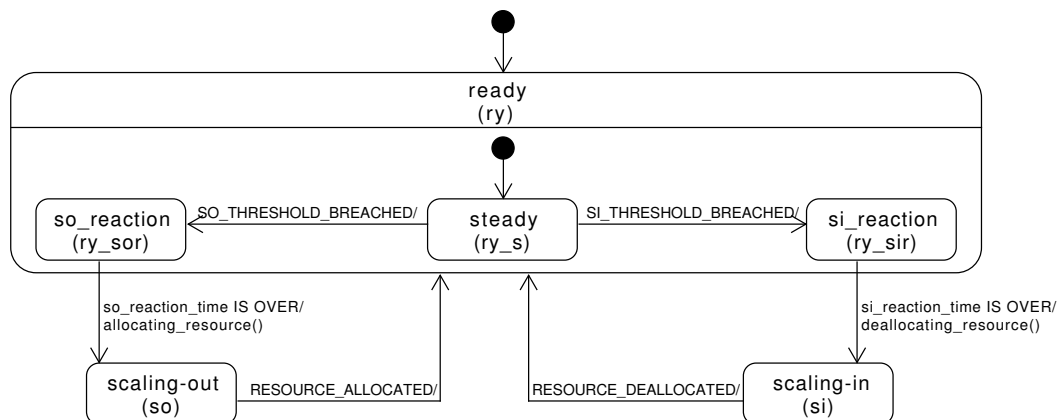 ready
(ry)
so_reaction
(ry_sor)
SO_THRESHOLD_BREACHED/
steady
(ry_s)
SI_THRESHOLD_BREACHED/
si_reaction
(ry_sir)
so_reaction_time IS OVER/
allocating_resource()
si_reaction_time IS OVER/
deallocating_resource()
scaling-out
(so)
RESOURCE_ALLOCATED/
RESOURCE_DEALLOCATED/
scaling-in
(si)